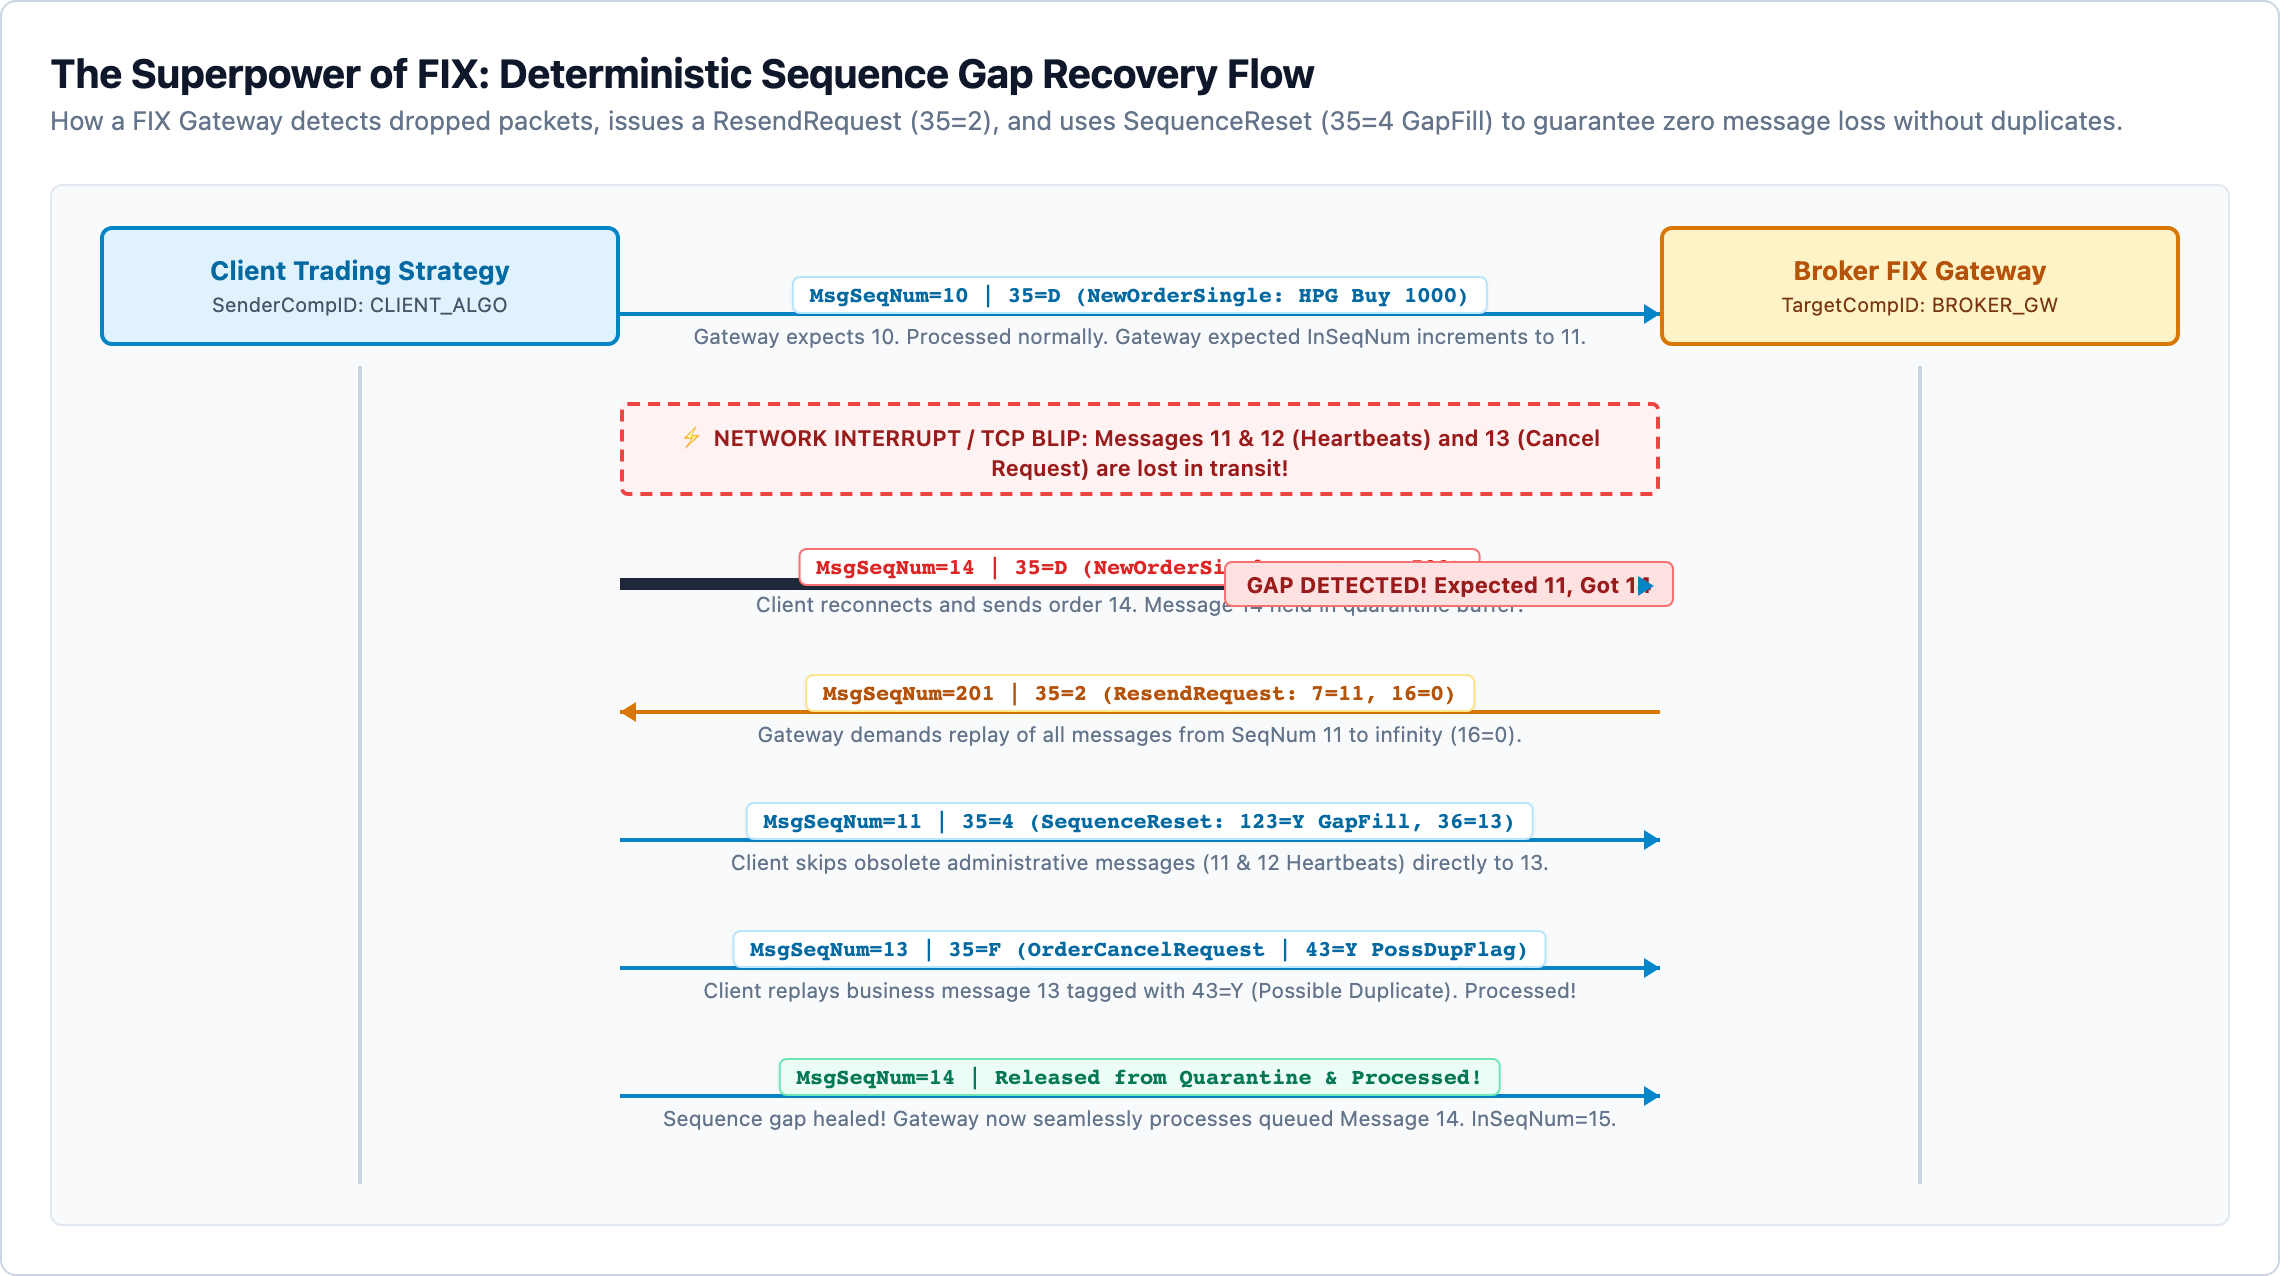 The Superpower of FIX: Deterministic Sequence Gap Recovery Flow
How a FIX Gateway detects dropped packets, issues a ResendRequest (35=2), and uses SequenceReset (35=4 GapFill) to guarantee zero message loss without duplicates.
Client Trading Strategy
SenderCompID: CLIENT_ALGO
Broker FIX Gateway
TargetCompID: BROKER_GW
MsgSeqNum=10 | 35=D (NewOrderSingle: HPG Buy 1000)
Gateway expects 10. Processed normally. Gateway expected InSeqNum increments to 11.
⚡ NETWORK INTERRUPT / TCP BLIP: Messages 11 & 12 (Heartbeats) and 13 (Cancel
Request) are lost in transit!
MsgSeqNum=14 | 35=D
GAP DETECTED! Expected 11, Got 14
Client reconnects and sends order 14. Message 14 held in quarantine buffer.
MsgSeqNum=201 | 35=2 (ResendRequest: 7=11, 16=0)
Gateway demands replay of all messages from SeqNum 11 to infinity (16=0).
MsgSeqNum=11 | 35=4 (SequenceReset: 123=Y GapFill, 36=13)
Client skips obsolete administrative messages (11 & 12 Heartbeats) directly to 13.
MsgSeqNum=13 | 35=F (OrderCancelRequest | 43=Y PossDupFlag)
Client replays business message 13 tagged with 43=Y (Possible Duplicate). Processed!
MsgSeqNum=14 | Released from Quarantine & Processed!
Sequence gap healed! Gateway now seamlessly processes queued Message 14. InSeqNum=15.